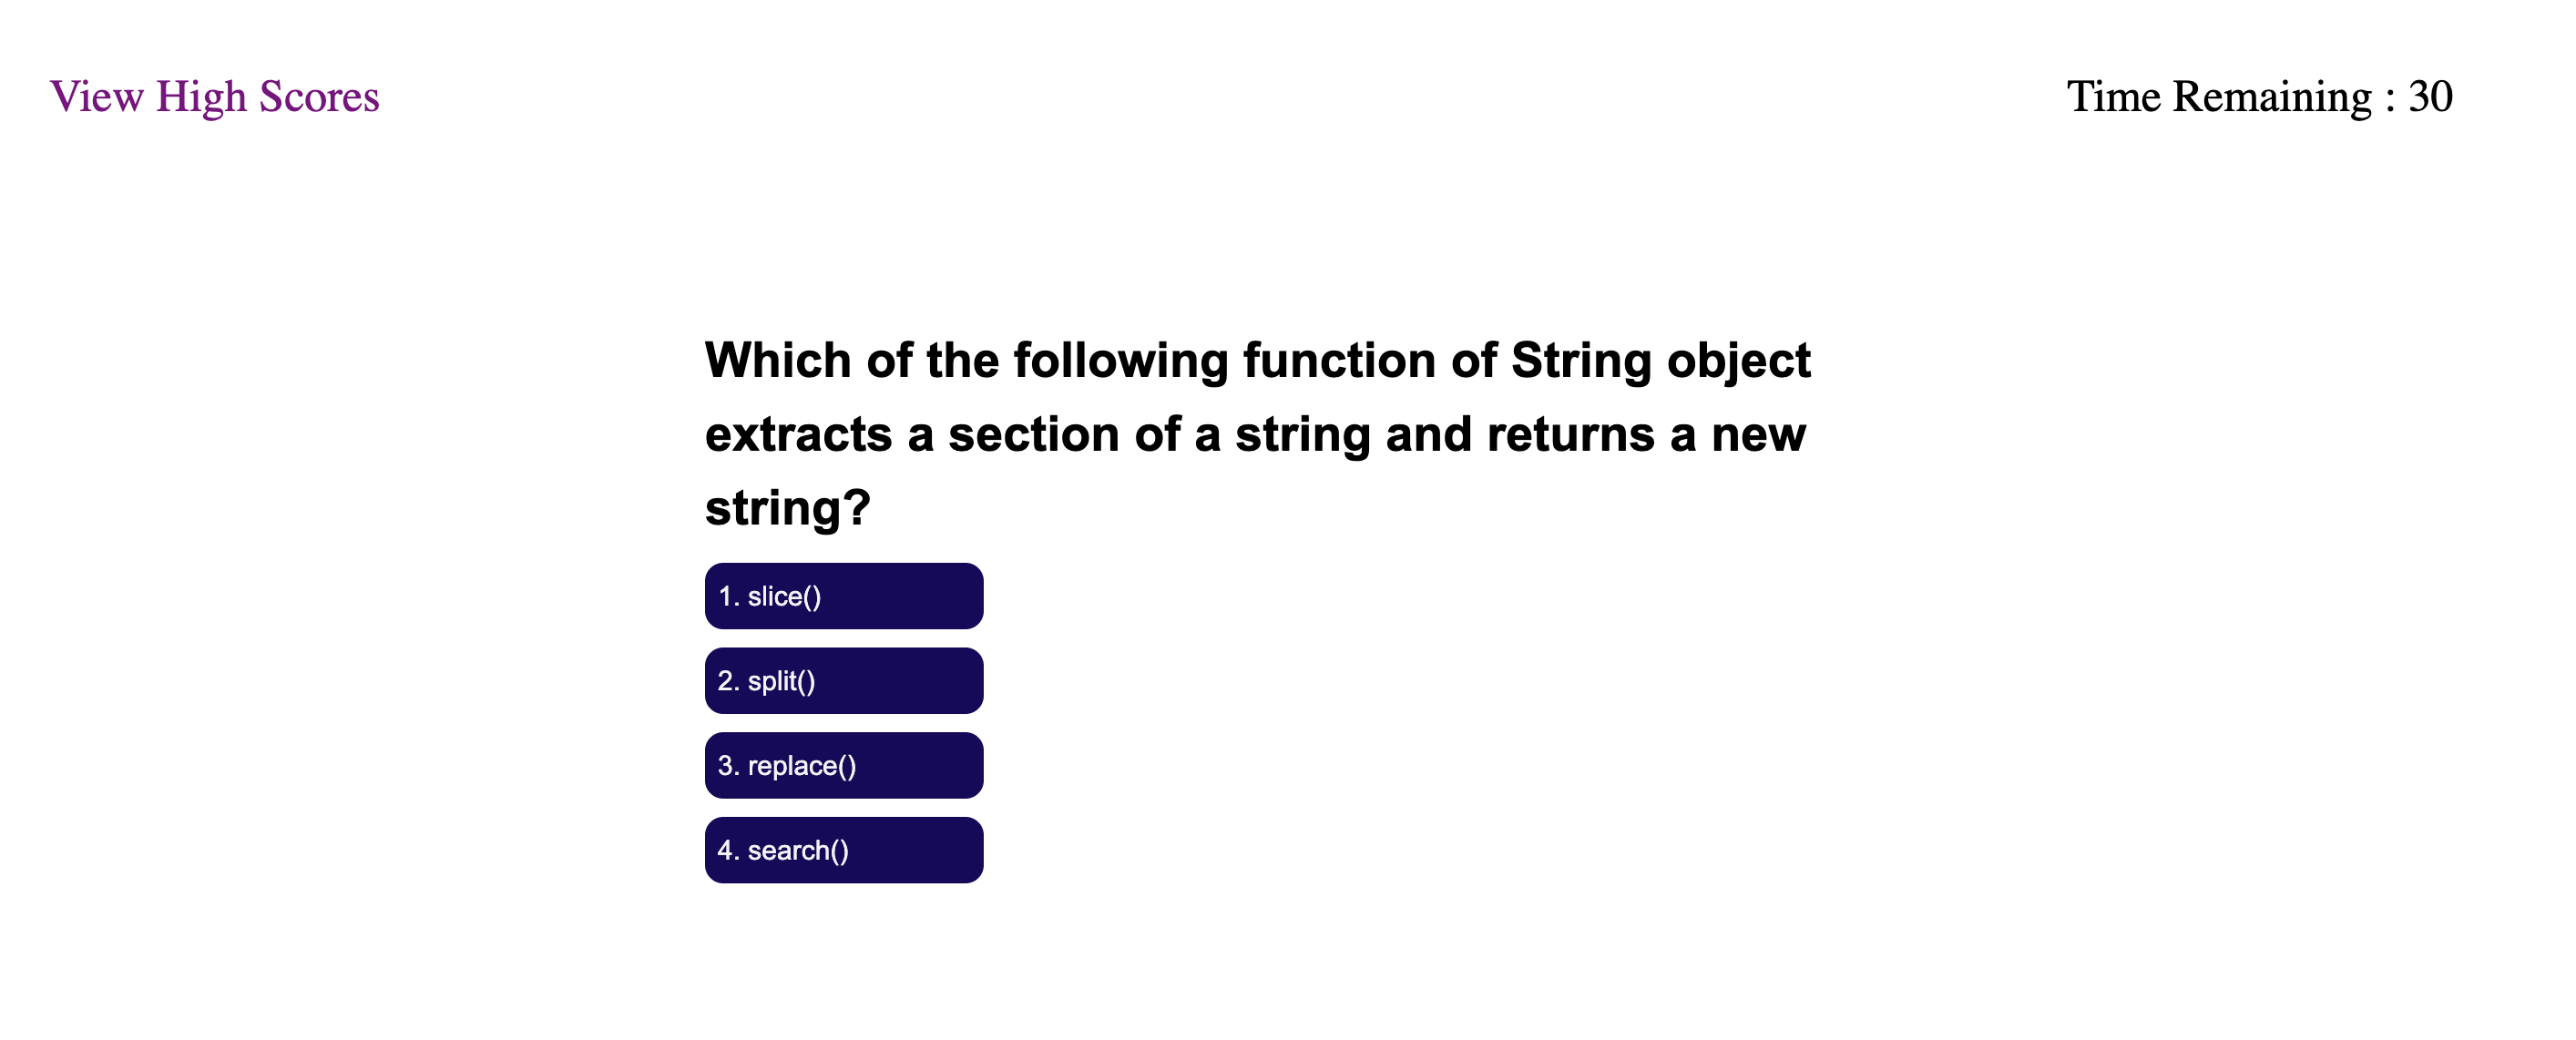 View High Scores
Time Remaining : 30
Which of the following function of String object
extracts a section of a string and returns a new
string?
1. slice()
2. split()
3. replace()
4. search()